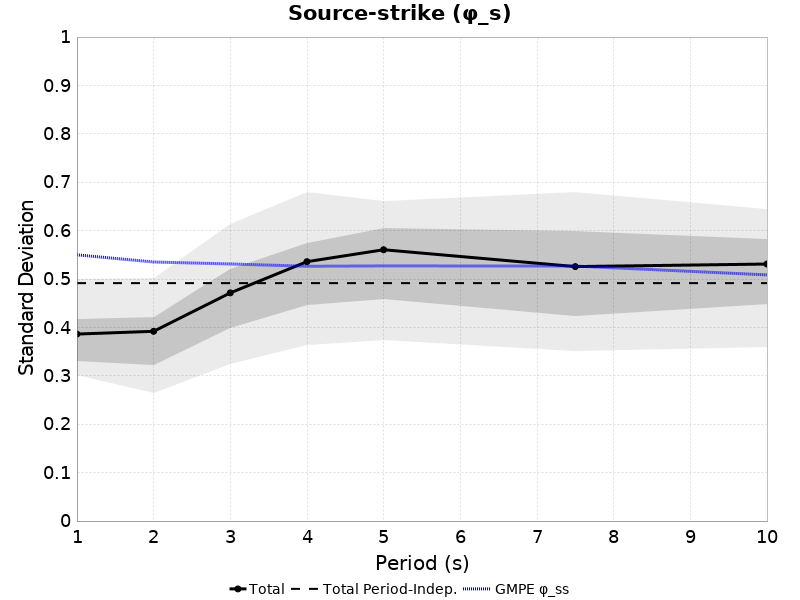 Source-strike (φ_s)
1
0.9
0.8
0.7
0.6
0.5
0.4
0.3
0.2
0.1
0
Standard Deviation
1 2 3 4 5 6 7 8 9 10
Period (s)
Total Total Period-Indep. GMPE φ_ss